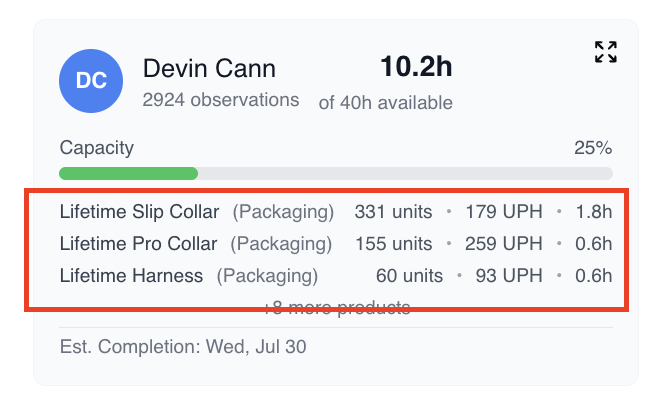 DC
Devin Cann
10.2h
2924 observations
of 40h available
Capacity
25%
Lifetime Slip Collar (Packaging) 331 units • 179 UPH • 1.8h
Lifetime Pro Collar (Packaging) 155 units • 259 UPH • 0.6h
Lifetime Harness (Packaging) 60 units • 93 UPH • 0.6h
+8 more products
Est. Completion: Wed, Jul 30